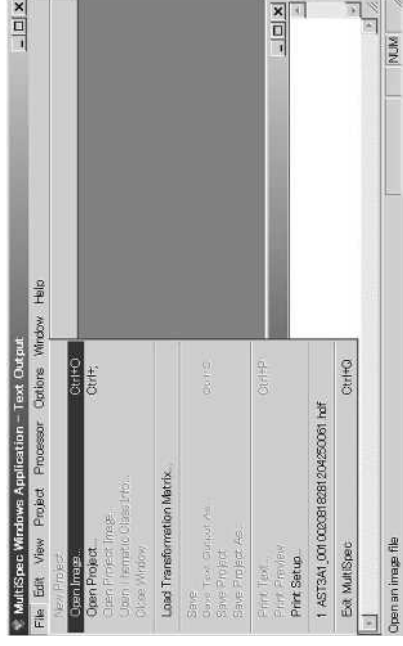 MultiSpec Windows Application - Text Output
File Edit View Project Processor Options Window Help
New Project...
Open Image... Ctrl+O
Open Project... Ctrl+;
Open Project Image...
Open Thematic Class Info...
Close Window
Load Transformation Matrix...
Save
Save Text Output As...
Ctrl+S
Save Project
Save Project As...
Print Text... Ctrl+P
Print Preview
Print Setup...
1 AST3A1_001
Exit MultiSpec Ctrl+Q
Open an image file
NUM